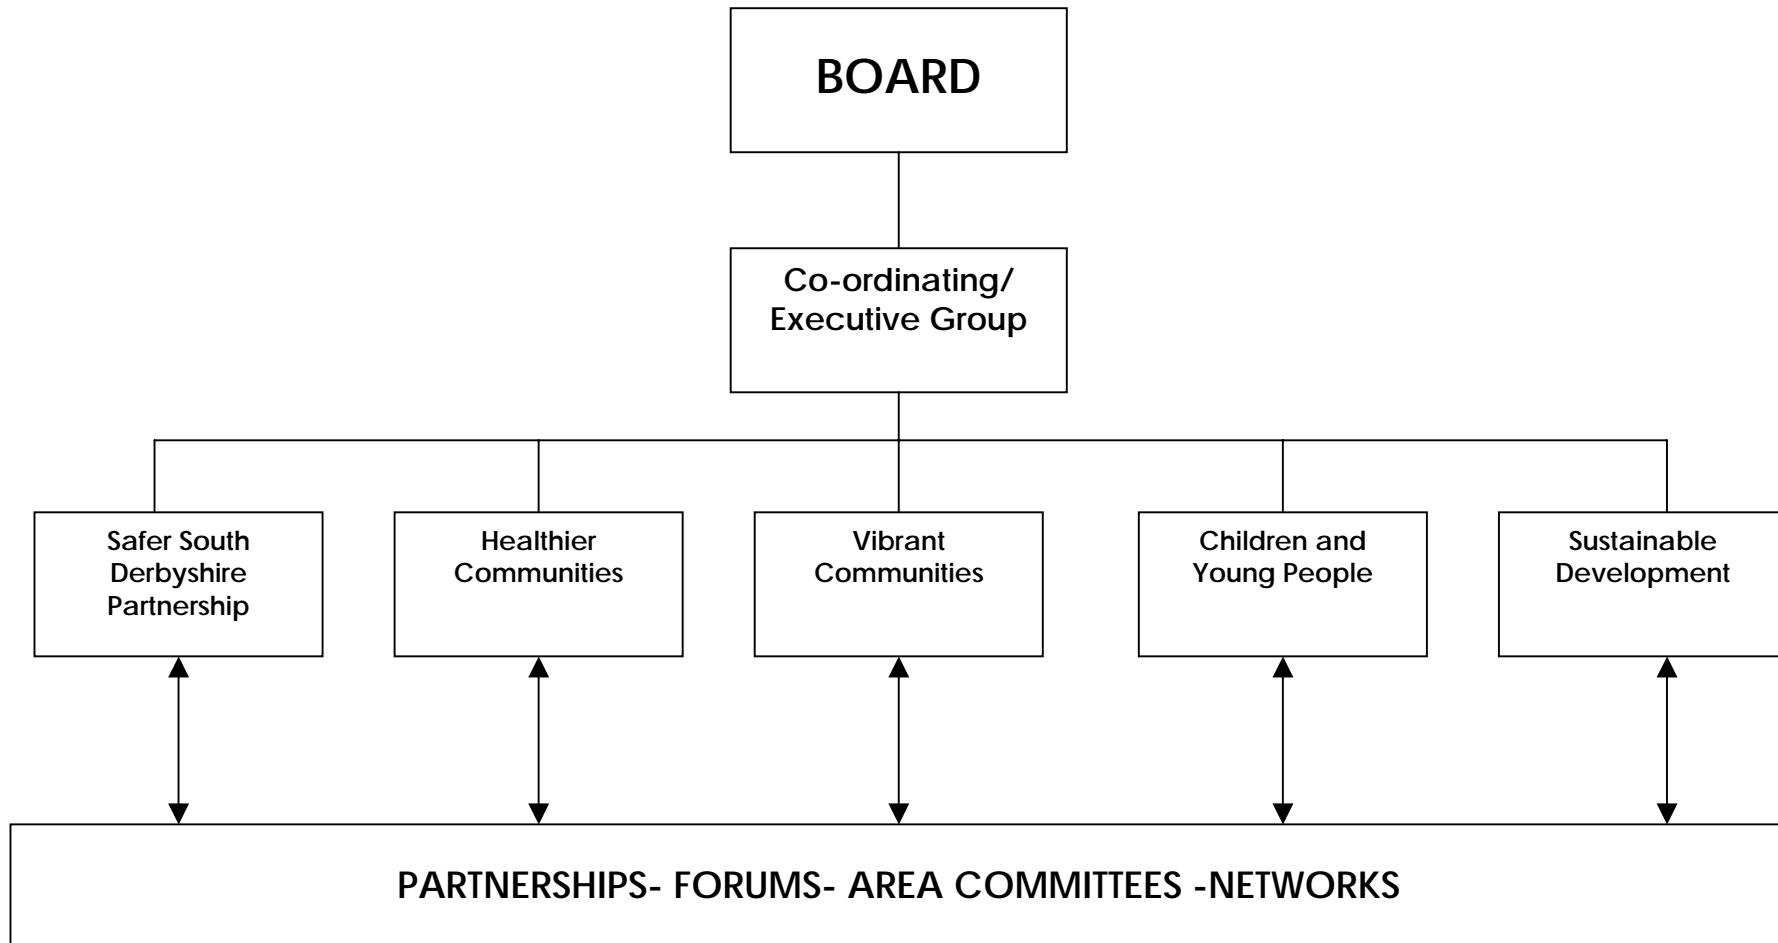 BOARD
Co-ordinating/
Executive Group
Safer South
Derbyshire
Partnership
Healthier
Communities
Vibrant
Communities
Children and
Young People
Sustainable
Development
PARTNERSHIPS- FORUMS- AREA COMMITTEES -NETWORKS